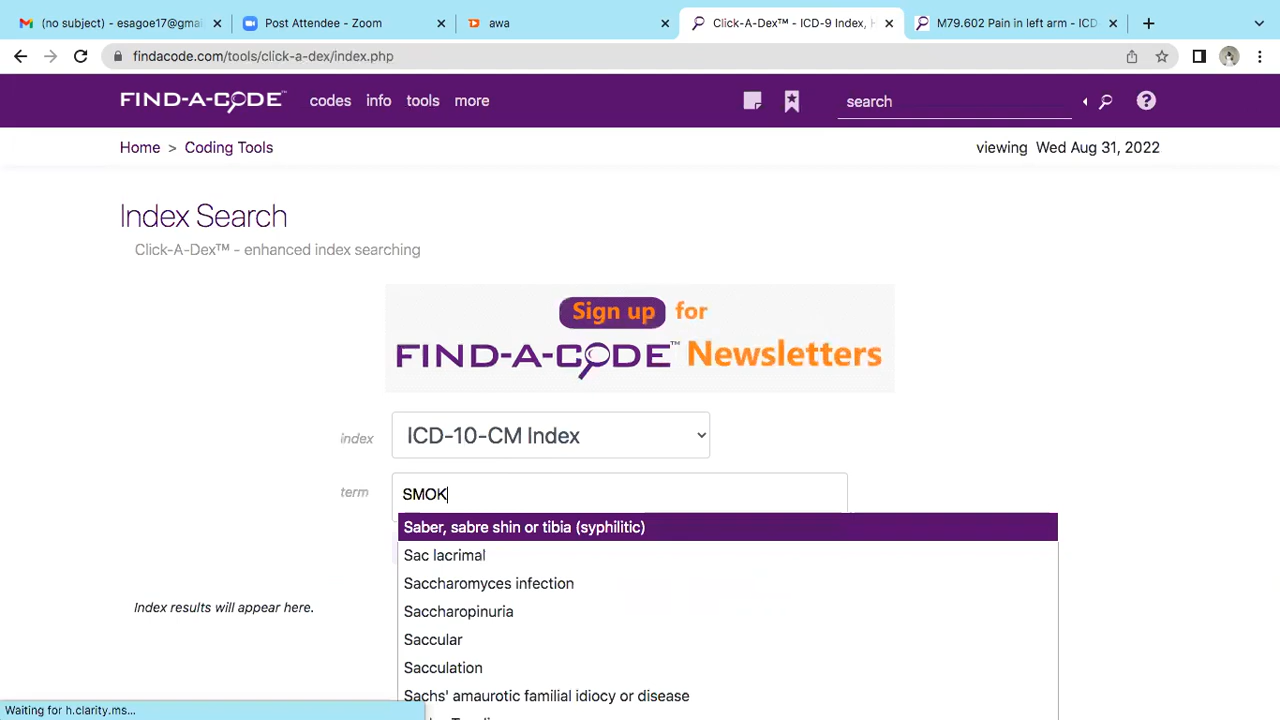 (no subject) - esagoe17@gmai
Post Attendee - Zoom
awa
Click-A-Dex™ - ICD-9 Index, H
M79.602 Pain in left arm - ICD
findacode.com/tools/click-a-dex/index.php
FIND-A-CODE™ codes info tools more search
Home > Coding Tools viewing Wed Aug 31, 2022
Index Search
Click-A-Dex™ - enhanced index searching
Sign up for
FIND-A-CODE™ Newsletters
index ICD-10-CM Index
term SMOK
Saber, sabre shin or tibia (syphilitic)
Sac lacrimal
Saccharomyces infection
Index results will appear here.
Saccharopinuria
Saccular
Sacculation
Sachs' amaurotic familial idiocy or disease
Waiting for h.clarity.ms...